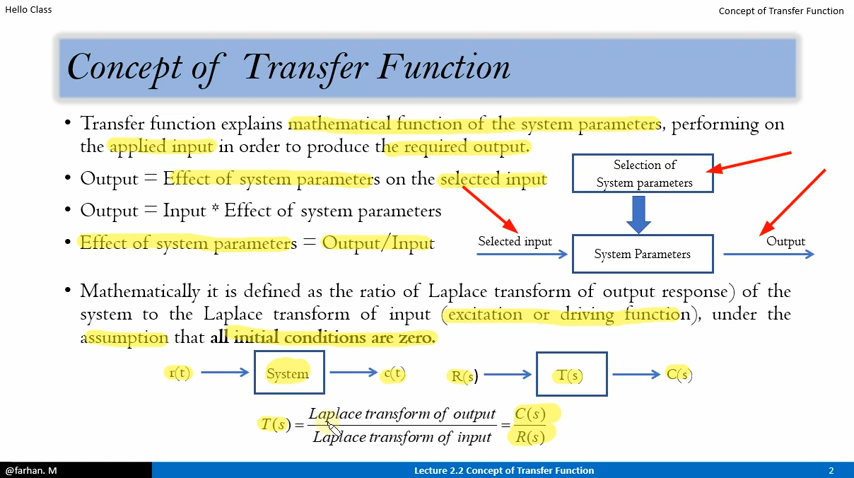 Hello Class
Concept of Transfer Function
Concept of Transfer Function
• Transfer function explains mathematical function of the system parameters, performing on
the applied input in order to produce the required output.
• Output = Effect of system parameters on the selected input
• Output = Input * Effect of system parameters
• Effect of system parameters = Output/Input
Selection of
System parameters
Selected input
System Parameters
Output
• Mathematically it is defined as the ratio of Laplace transform of output response) of the
system to the Laplace transform of input (excitation or driving function), under the
assumption that all initial conditions are zero.
r(t) System c(t) R(s) T(s) C(s)
T(s) = Laplace transform of output / Laplace transform of input = C(s) / R(s)
@farhan. M
Lecture 2.2 Concept of Transfer Function
2